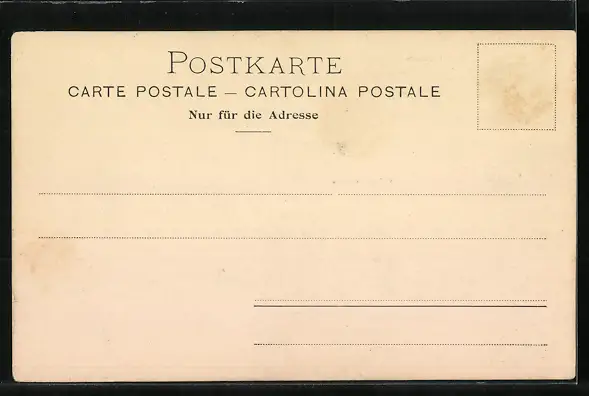 POSTKARTE
CARTE POSTALE — CARTOLINA POSTALE
Nur für die Adresse